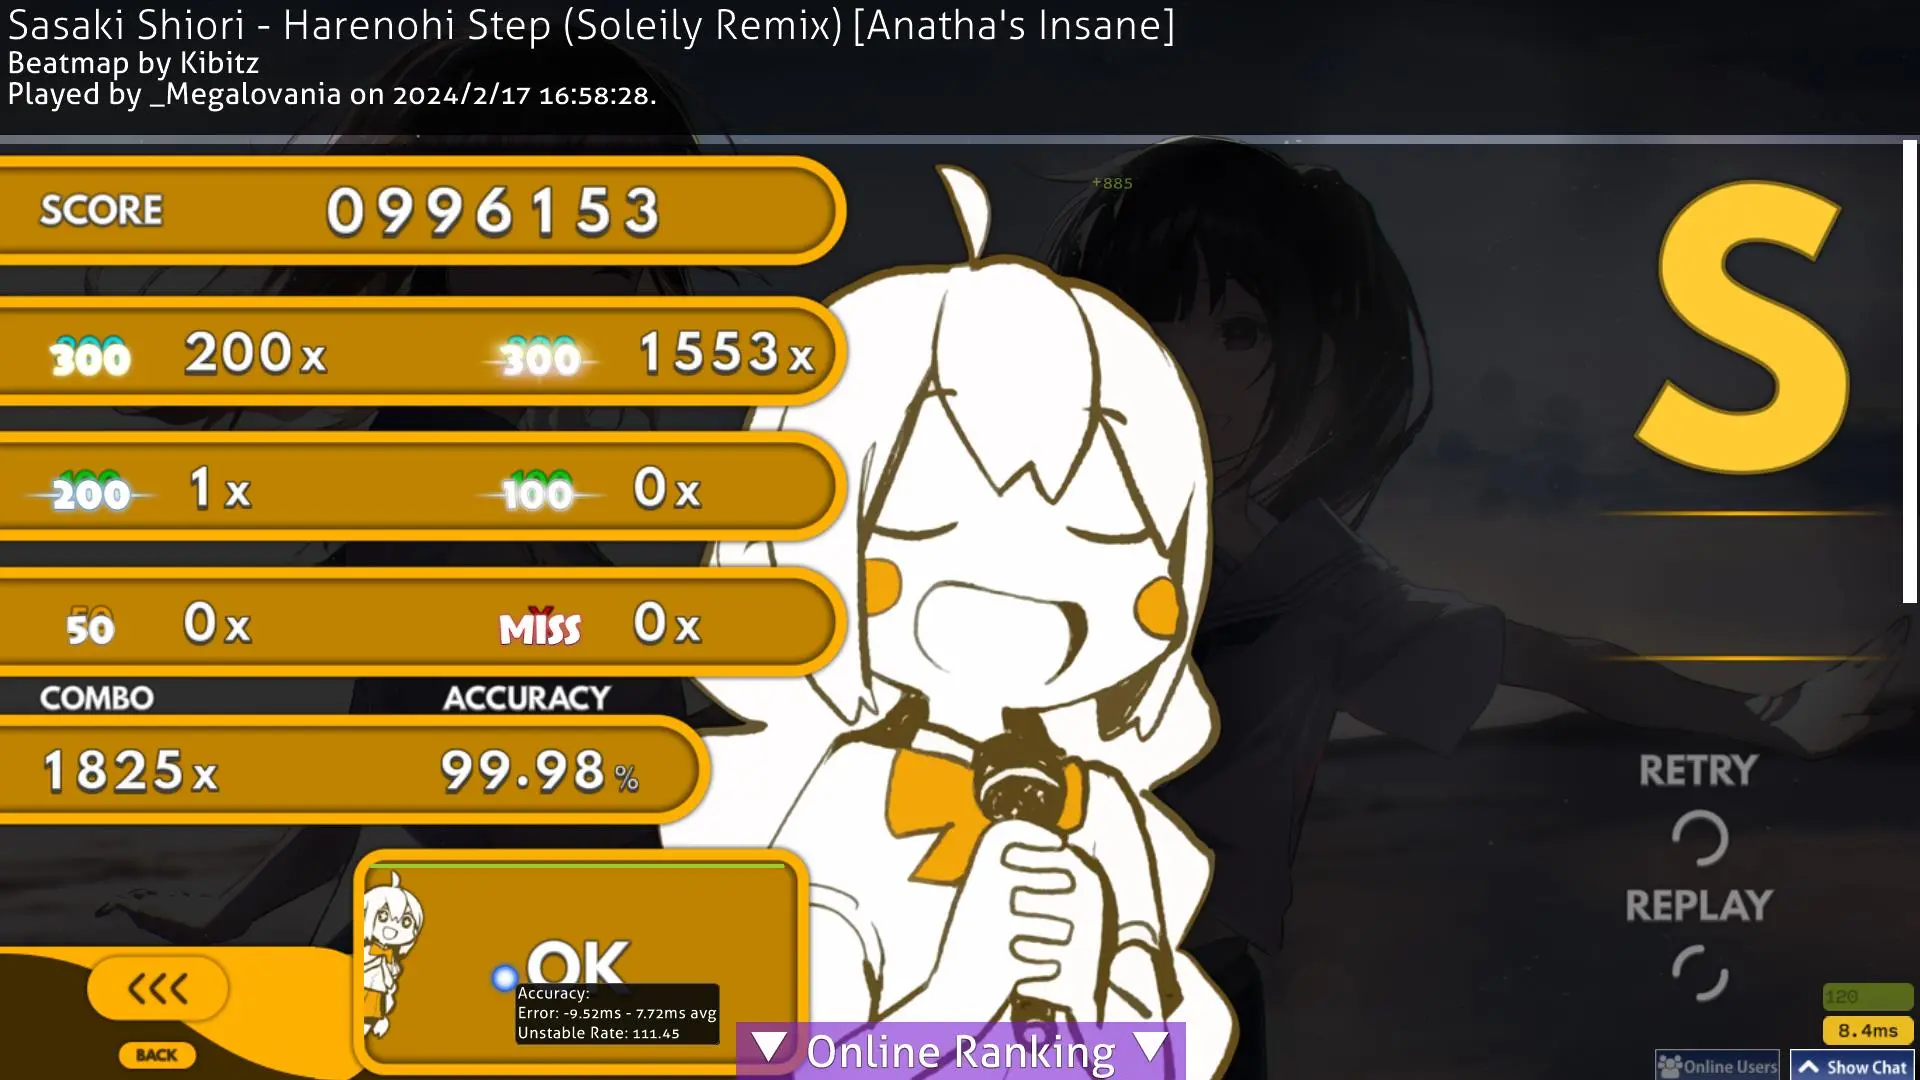 Sasaki Shiori - Harenohi Step (Soleily Remix) [Anatha's Insane]
Beatmap by Kibitz
Played by _Megalovania on 2024/2/17 16:58:28.
+885
SCORE 0996153
S
300 200x 300 1553x
200 1x 100 0x
50 0x MISS 0x
COMBO ACCURACY
1825x 99.98%
RETRY
REPLAY
OK
<<<
Accuracy:
Error: -9.52ms - 7.72ms avg
Unstable Rate: 111.45
120
8.4ms
BACK
Online Ranking
Online Users
Show Chat